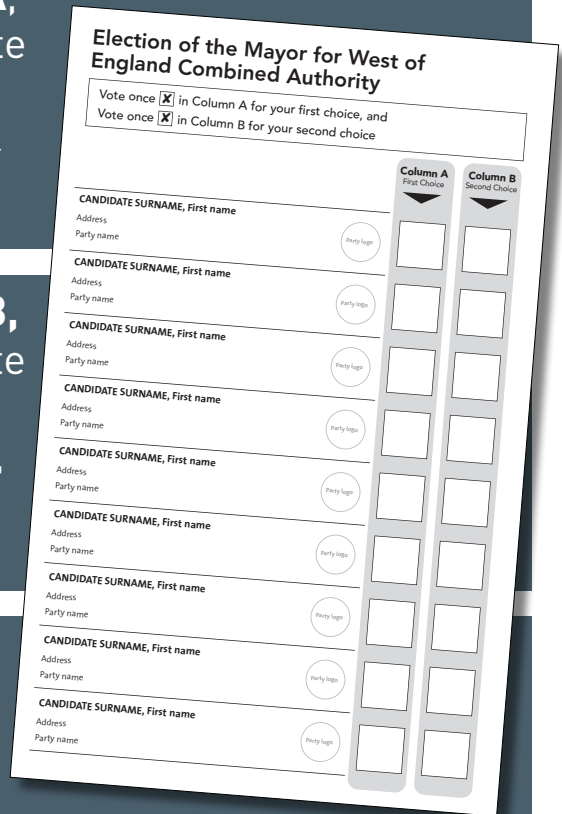 te
Election of the Mayor for West of
England Combined Authority
Vote once ✗ in Column A for your first choice, and
Vote once ✗ in Column B for your second choice
Column A
First Choice
Column B
Second Choice
CANDIDATE SURNAME, First name
Address
Party name
Party logo
CANDIDATE SURNAME, First name
Address
Party name
Party logo
B,
te
CANDIDATE SURNAME, First name
Address
Party name
Party logo
CANDIDATE SURNAME, First name
Address
Party name
Party logo
CANDIDATE SURNAME, First name
Address
Party name
Party logo
CANDIDATE SURNAME, First name
Address
Party name
Party logo
CANDIDATE SURNAME, First name
Address
Party name
Party logo
CANDIDATE SURNAME, First name
Address
Party name
Party logo
CANDIDATE SURNAME, First name
Address
Party name
Party logo